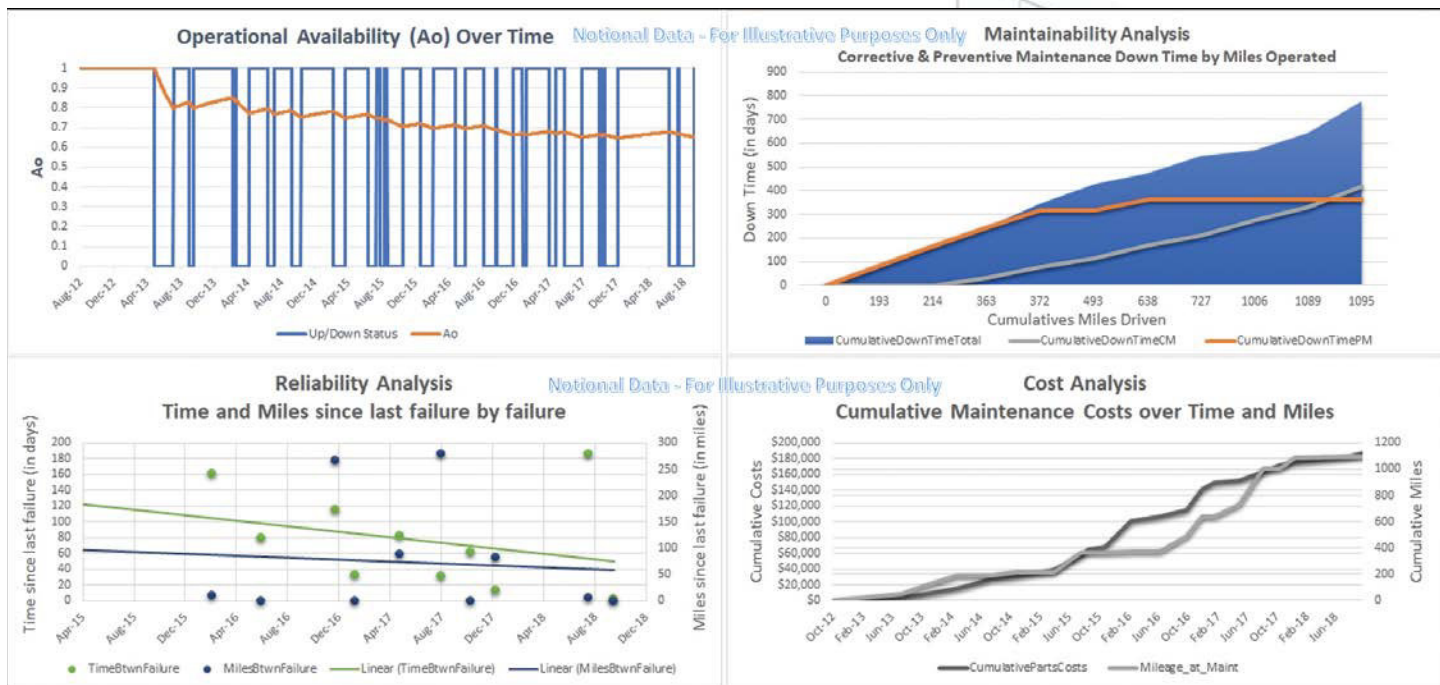 Operational Availability (Ao) Over Time
Notional Data - For Illustrative Purposes Only
Ao
1
0.9
0.8
0.7
0.6
0.5
0.4
0.3
0.2
0.1
0
Aug-12
Dec-12
Apr-13
Aug-13
Dec-13
Apr-14
Aug-14
Dec-14
Apr-15
Aug-15
Dec-15
Apr-16
Aug-16
Dec-16
Apr-17
Aug-17
Dec-17
Apr-18
Aug-18
Up/Down Status
Ao
Maintainability Analysis
Corrective & Preventive Maintenance Down Time by Miles Operated
Down Time (in days)
900
800
700
600
500
400
300
200
100
0
0 193 214 363 372 493 638 727 1006 1089 1095
Cumulatives Miles Driven
CumulativeDownTimeTotal
CumulativeDownTimeCM
CumulativeDownTimePM
Reliability Analysis
Notional Data - For Illustrative Purposes Only
Time and Miles since last failure by failure
Time since last failure (in days)
200
180
160
140
120
100
80
60
40
20
0
300
250
200
150
100
50
0
Miles since last failure (in miles)
Apr-15
Aug-15
Dec-15
Apr-16
Aug-16
Dec-16
Apr-17
Aug-17
Dec-17
Apr-18
Aug-18
Dec-18
TimeBtwnFailure
MilesBtwnFailure
Linear (TimeBtwnFailure)
Linear (MilesBtwnFailure)
Cost Analysis
Cumulative Maintenance Costs over Time and Miles
Cumulative Costs
$200,000
$180,000
$160,000
$140,000
$120,000
$100,000
$80,000
$60,000
$40,000
$20,000
$0
1200
1000
800
600
400
200
0
Cumulative Miles
Oct-12
Feb-13
Jun-13
Oct-13
Feb-14
Jun-14
Oct-14
Feb-15
Jun-15
Oct-15
Feb-16
Jun-16
Oct-16
Feb-17
Jun-17
Oct-17
Feb-18
Jun-18
CumulativePartsCosts
Mileage_at_Maint